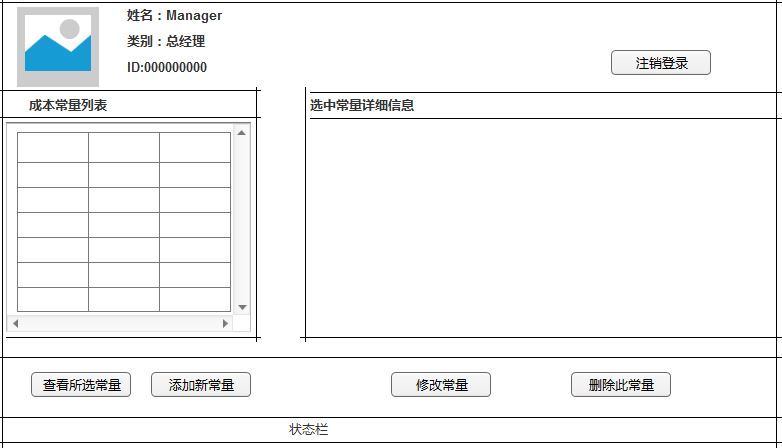 姓名：Manager
类别：总经理
ID:000000000
注销登录
成本常量列表
选中常量详细信息
查看所选常量
添加新常量
修改常量
删除此常量
状态栏